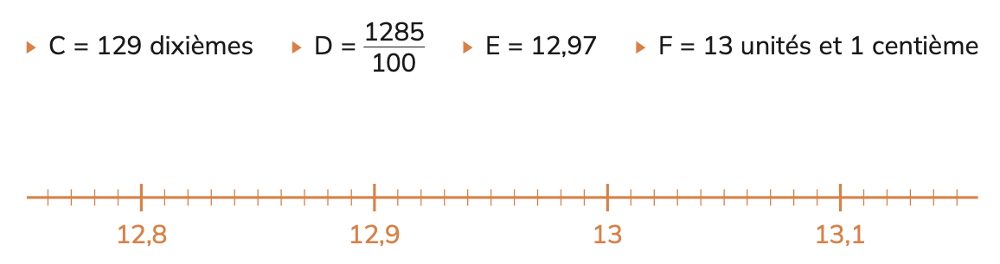 ▸ C = 129 dixièmes ▸ D = 1285/100 ▸ E = 12,97 ▸ F = 13 unités et 1 centième
12,8 12,9 13 13,1